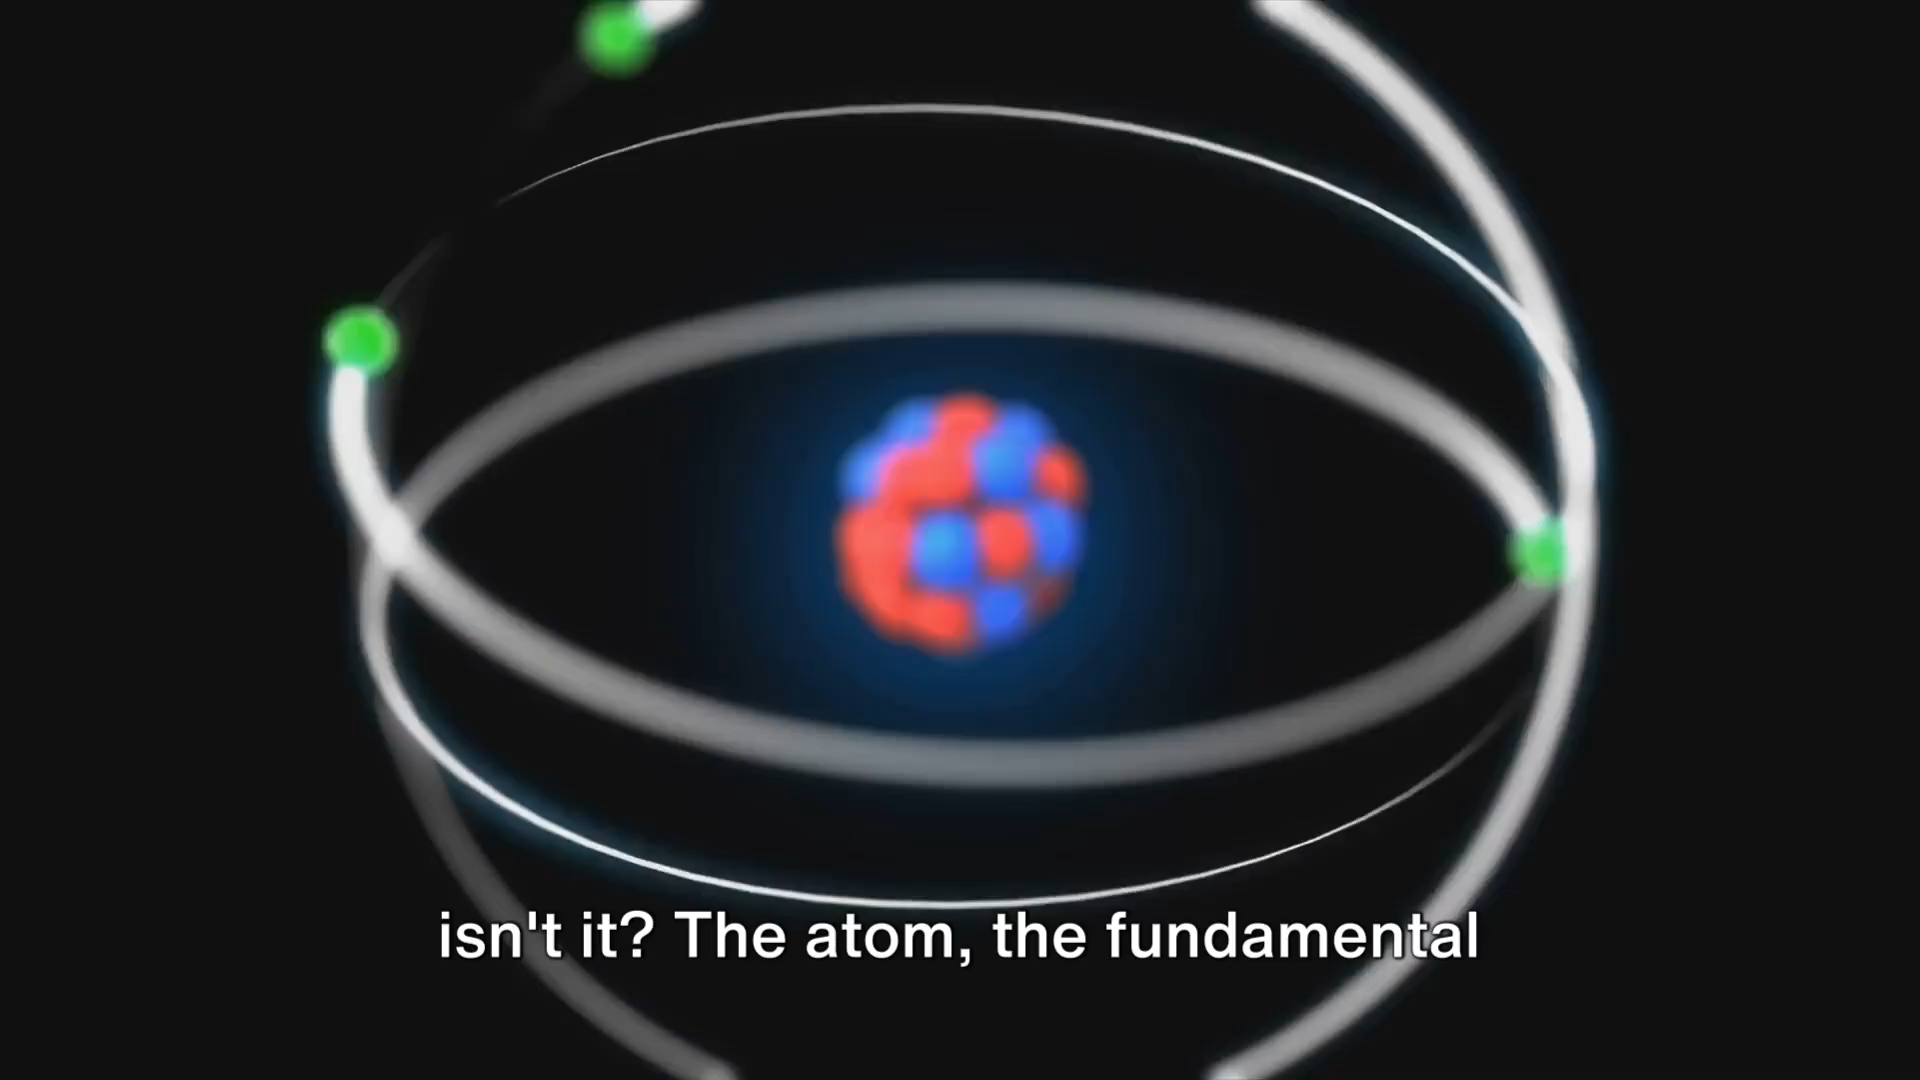 isn't it? The atom, the fundamental